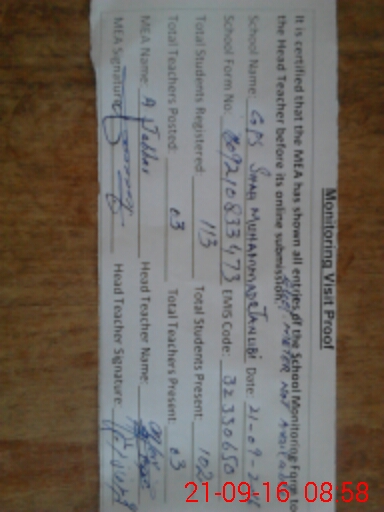 Monitoring Visit Proof
It is certified that the MEA has shown all entries of the School Monitoring Form to
the Head Teacher before its online submission.
METER NOT
School Name: GPS SHAH MUHAMMAD Date: 21-09-
School Form No: EMIS Code: 32330650
Total Students Registered: 113 Total Students Present:
Total Teachers Posted: 03 Total Teachers Present: 03
MEA Name: A Jabbar Head Teacher Name:
MEA Signature: Head Teacher Signature:
21-09-16 08:58